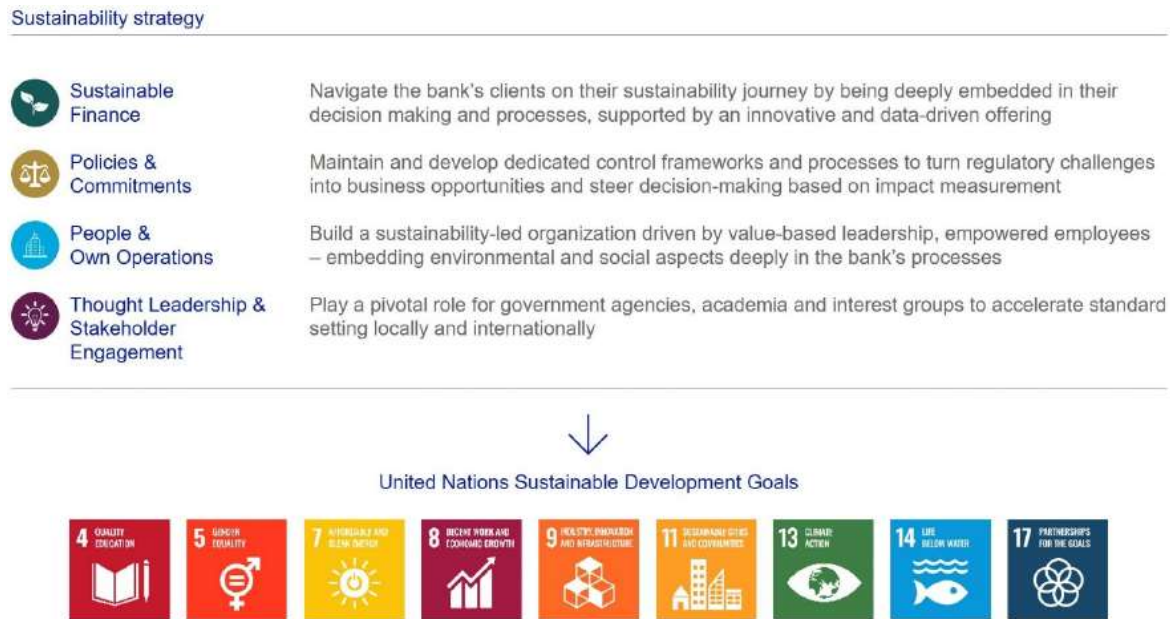 Sustainability strategy
Sustainable
Finance
Navigate the bank's clients on their sustainability journey by being deeply embedded in their
decision making and processes, supported by an innovative and data-driven offering
Policies &
Commitments
Maintain and develop dedicated control frameworks and processes to turn regulatory challenges
into business opportunities and steer decision-making based on impact measurement
People &
Own Operations
Build a sustainability-led organization driven by value-based leadership, empowered employees
– embedding environmental and social aspects deeply in the bank's processes
Thought Leadership &
Stakeholder
Engagement
Play a pivotal role for government agencies, academia and interest groups to accelerate standard
setting locally and internationally
United Nations Sustainable Development Goals
4 QUALITY
EDUCATION
5 GENDER
EQUALITY
7 AFFORDABLE AND
CLEAN ENERGY
8 DECENT WORK AND
ECONOMIC GROWTH
9 INDUSTRY, INNOVATION
AND INFRASTRUCTURE
11 SUSTAINABLE CITIES
AND COMMUNITIES
13 CLIMATE
ACTION
14 LIFE
BELOW WATER
17 PARTNERSHIPS
FOR THE GOALS